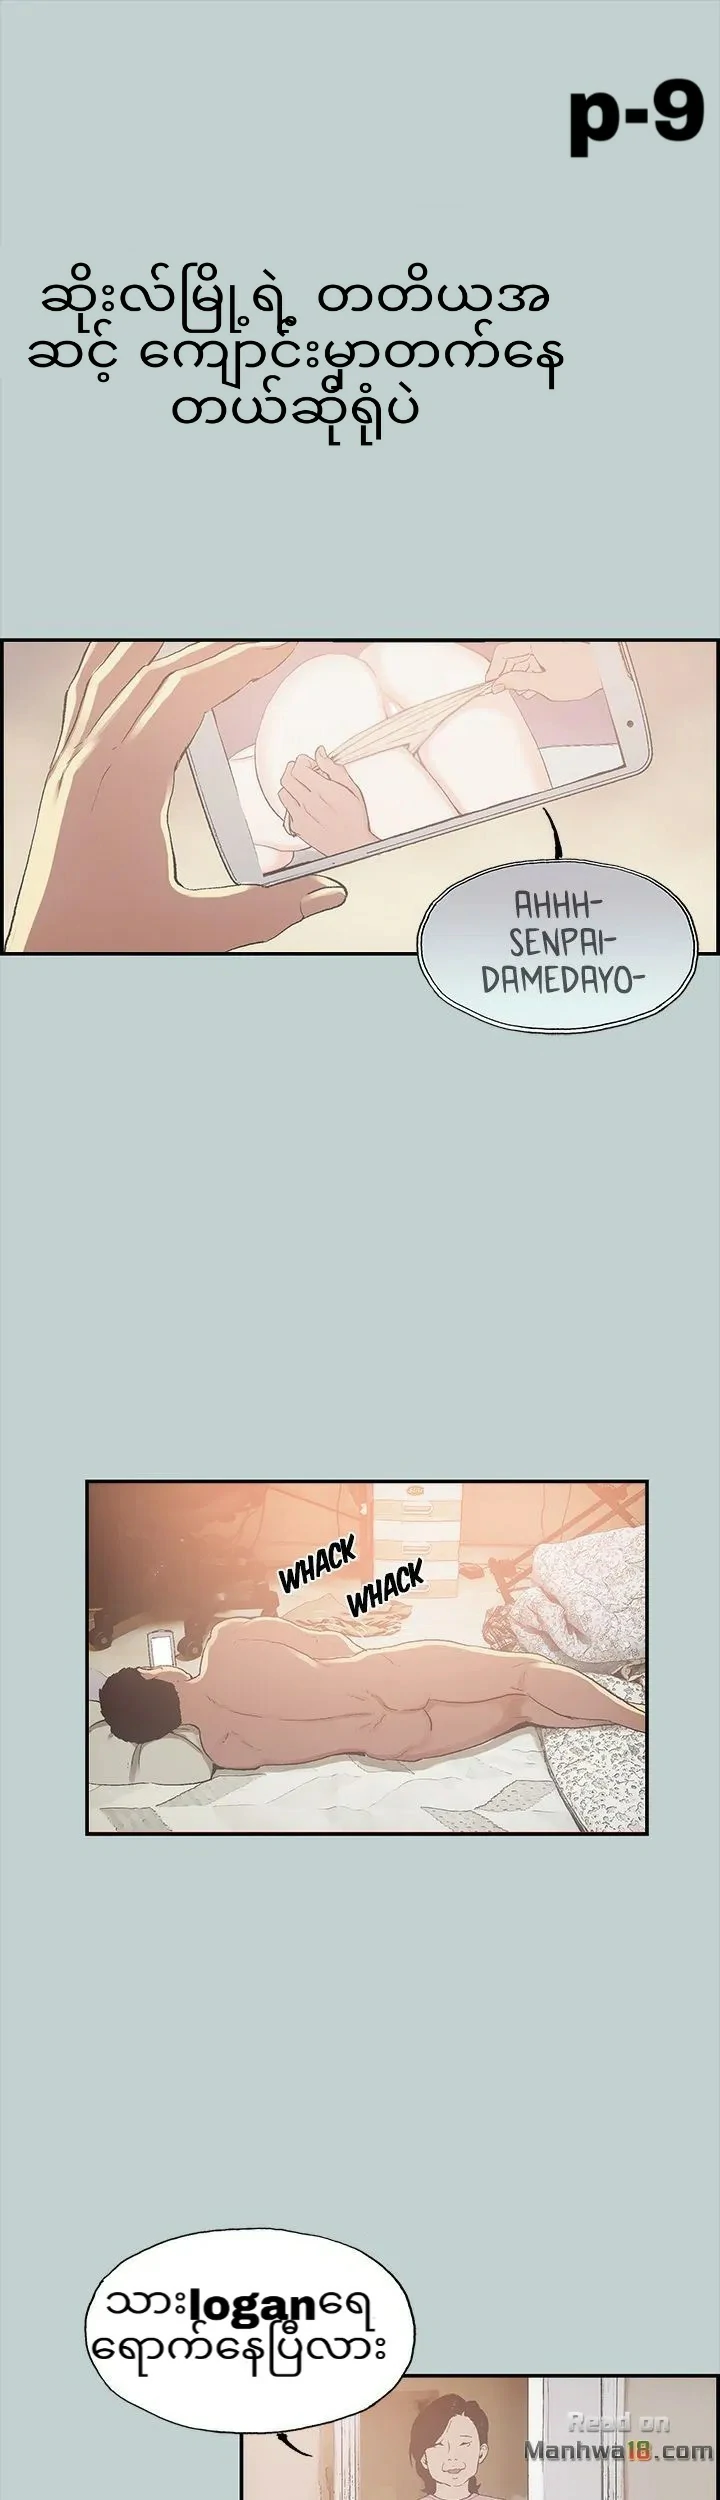 p-9
ဆိုးလ်မြို့ရဲ့ တတိယအ
ဆင့် ကျောင်းမှာတက်နေ
တယ်ဆိုရုံပဲ
AHHH-
SENPAI-
DAMEDAYO-
WHACK
WHACK
သားloganရေ
ရောက်နေပြီလား
Read on
Manhwa18.com